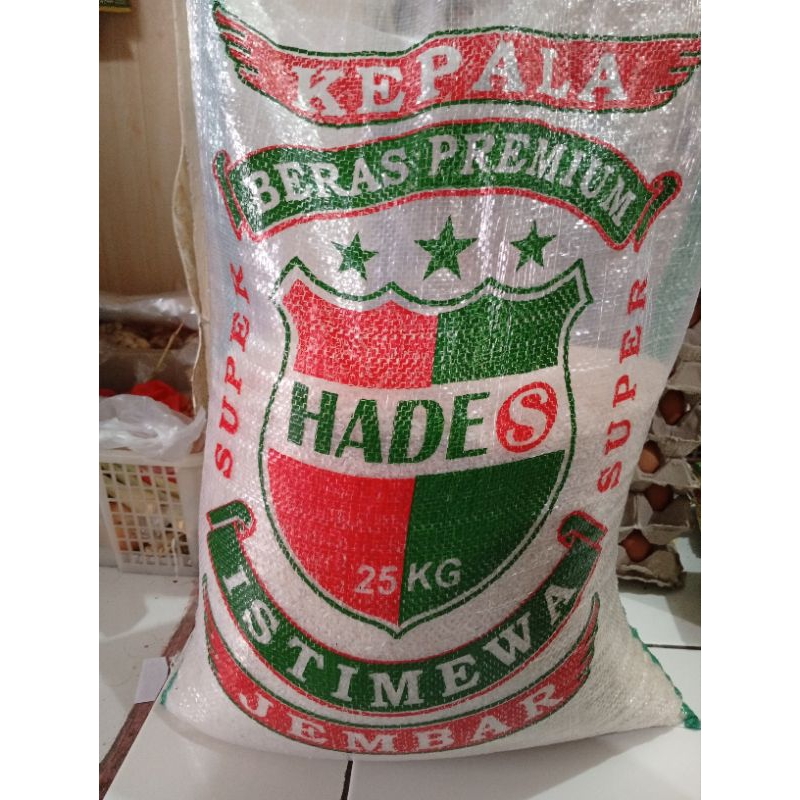 KEPALA
BERAS PREMIUM
SUPER
SUPER
HADES
25 KG
ISTIMEWA
JEMBAR